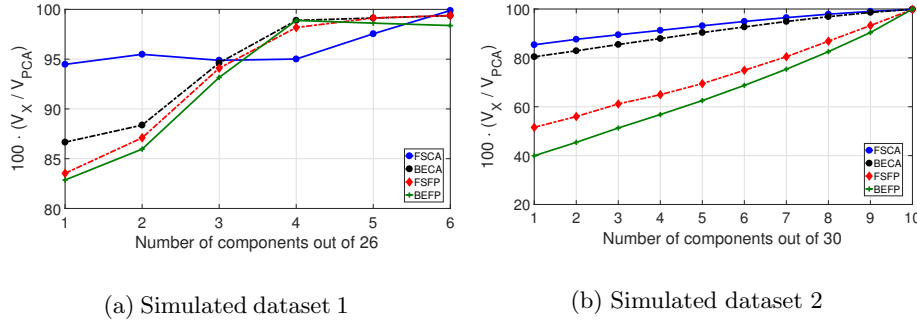 100 · (V_X / V_PCA)
100
95
90
85
80
1 2 3 4 5 6
Number of components out of 26
FSCA
BECA
FSFP
BEFP
(a) Simulated dataset 1
100 · (V_X / V_PCA)
100
80
60
40
20
1 2 3 4 5 6 7 8 9 10
Number of components out of 30
FSCA
BECA
FSFP
BEFP
(b) Simulated dataset 2